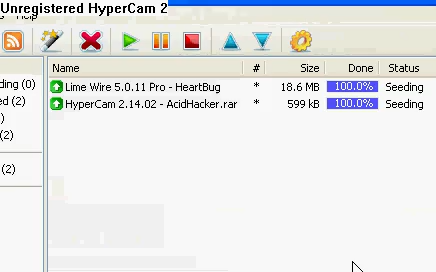 Unregistered HyperCam 2
Help
Name # Size Done Status
ding (0)
Lime Wire 5.0.11 Pro - HeartBug * 18.6 MB 100.0% Seeding
ed (2)
HyperCam 2.14.02 - AcidHacker.rar * 599 kB 100.0% Seeding
(2)
(2)
(2)